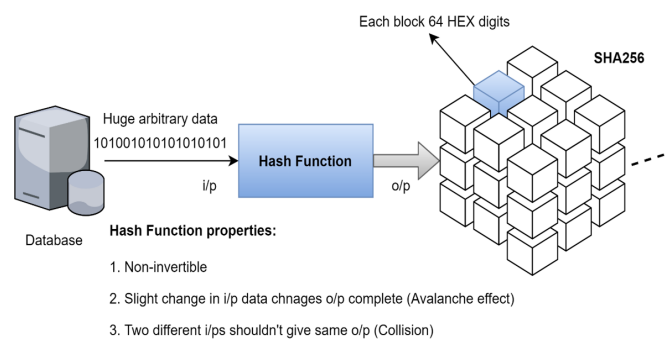 Each block 64 HEX digits
SHA256
Huge arbitrary data
101001010101010101
Hash Function
i/p
o/p
Database
Hash Function properties:
1. Non-invertible
2. Slight change in i/p data chnages o/p complete (Avalanche effect)
3. Two different i/ps shouldn't give same o/p (Collision)